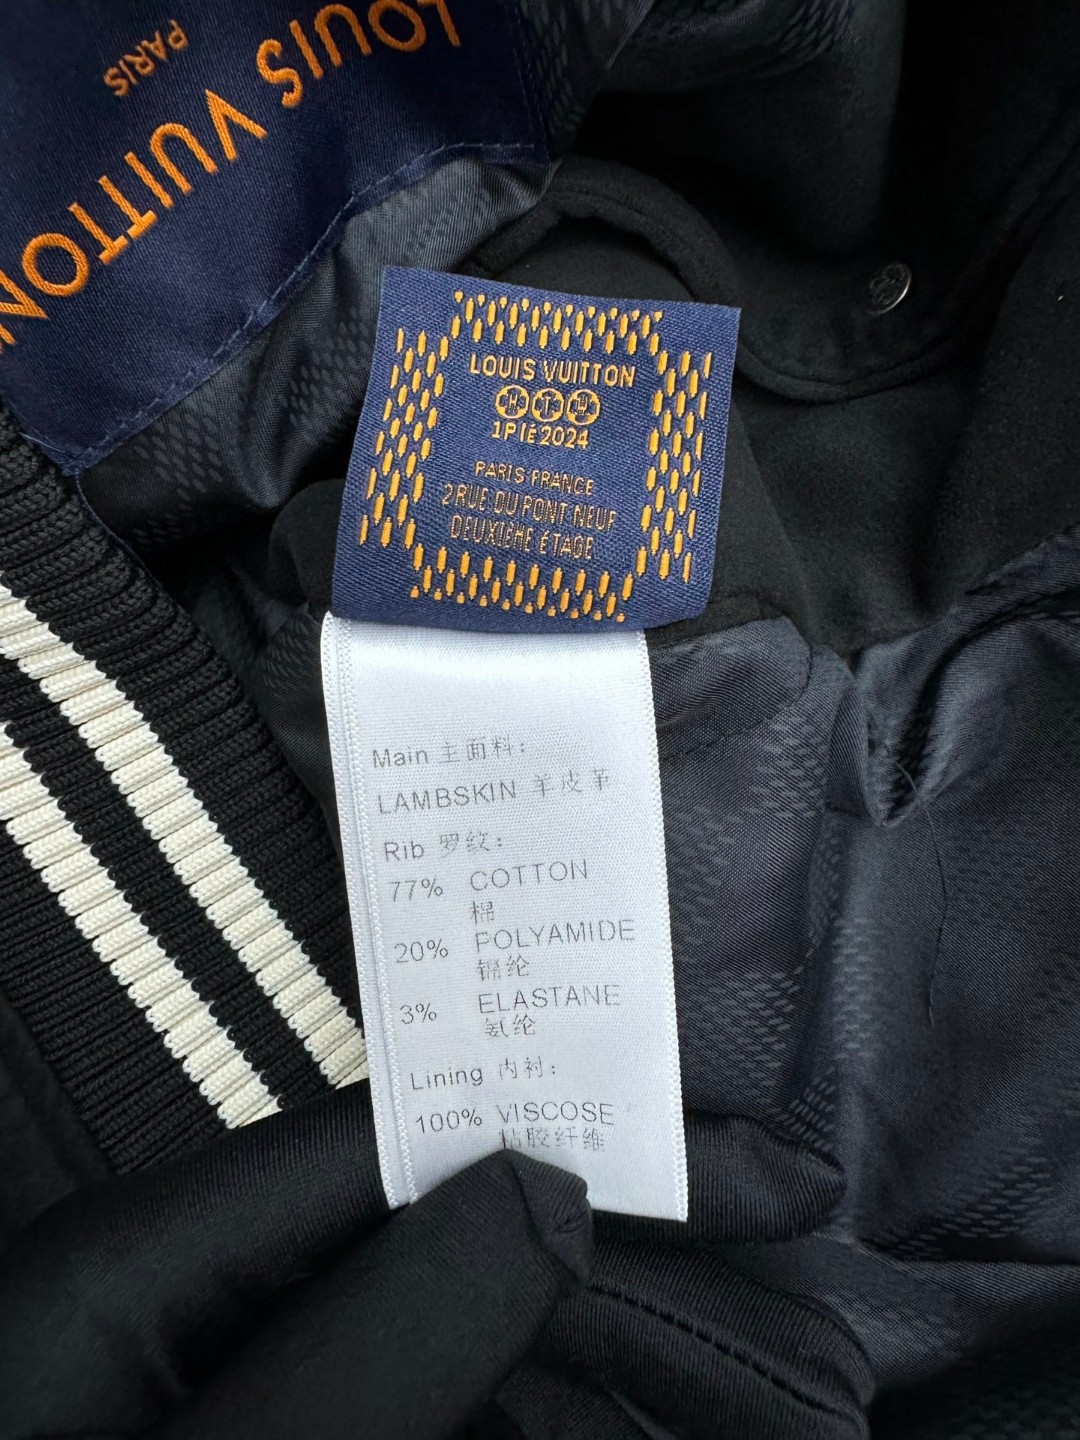 LOUIS VUITTON
PARIS
LOUIS VUITTON
H T H
1P1é2024
PARIS FRANCE
2 RUE DU PONT NEUF
DEUXIÈME ÉTAGE
Main 主面料:
LAMBSKIN 羊皮革
Rib 罗纹:
77% COTTON
棉
20% POLYAMIDE
锦纶
3% ELASTANE
氨纶
Lining 内衬:
100% VISCOSE
粘胶纤维